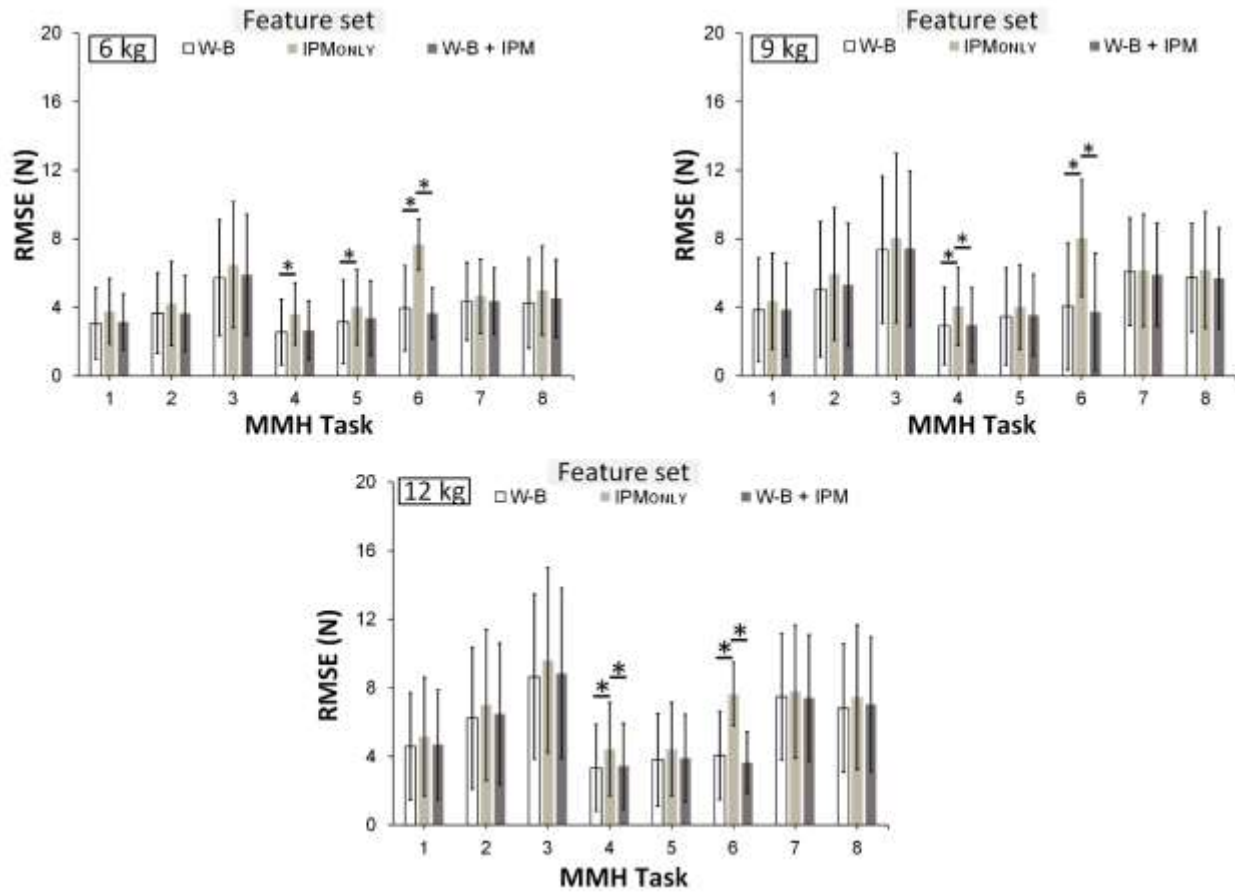 Feature set
6 kg W-B IPMONLY W-B + IPM
RMSE (N)
20
16
12
8
4
0
* * * *
1 2 3 4 5 6 7 8
MMH Task
Feature set
9 kg W-B IPMONLY W-B + IPM
RMSE (N)
20
16
12
8
4
0
* * * *
1 2 3 4 5 6 7 8
MMH Task
Feature set
12 kg W-B IPMONLY W-B + IPM
RMSE (N)
20
16
12
8
4
0
* * * *
1 2 3 4 5 6 7 8
MMH Task